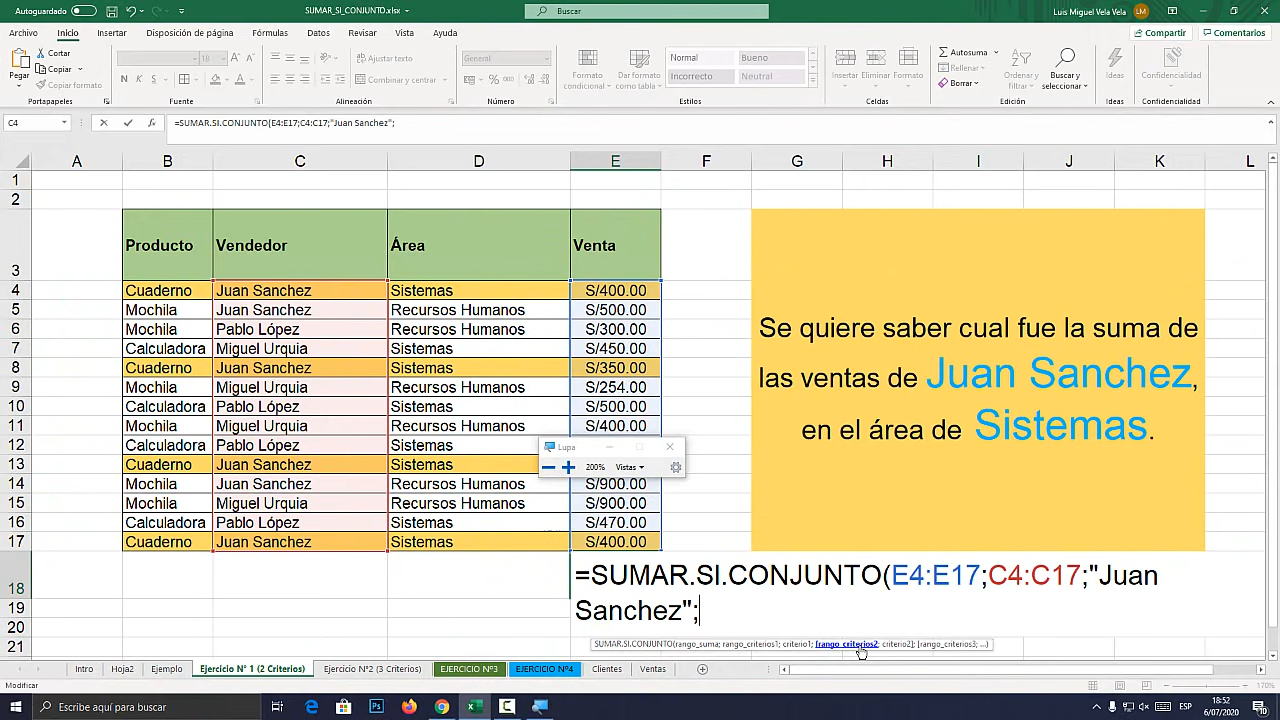 Autoguardado
SUMAR_SI_CONJUNTO.xlsx
Buscar
Luis Miguel Vela Vela
LM
Archivo Inicio Insertar Disposición de página Fórmulas Datos Revisar Vista Ayuda
Compartir Comentarios
Pegar
Cortar
Copiar
Copiar formato
18
N K S
Ajustar texto
Combinar y centrar
General
% 000
Formato condicional
Dar formato como tabla
Normal Bueno
Incorrecto Neutral
Insertar Eliminar Formato
Autosuma
Rellenar
Borrar
Ordenar y filtrar
Buscar y seleccionar
Ideas
Confidencialidad
Portapapeles Fuente Alineación Número Estilos Celdas Edición Ideas Confidencialidad
C4 fx =SUMAR.SI.CONJUNTO(E4:E17;C4:C17;"Juan Sanchez";
A B C D E F G H I J K L
1
2
3 Producto Vendedor Área Venta
4 Cuaderno Juan Sanchez Sistemas S/400.00
5 Mochila Juan Sanchez Recursos Humanos S/500.00
6 Mochila Pablo López Recursos Humanos S/300.00
7 Calculadora Miguel Urquia Sistemas S/450.00
8 Cuaderno Juan Sanchez Sistemas S/350.00
9 Mochila Miguel Urquia Recursos Humanos S/254.00
10 Calculadora Pablo López Sistemas S/500.00
11 Mochila Miguel Urquia Recursos Humanos S/400.00
12 Calculadora Pablo López Sistemas
13 Cuaderno Juan Sanchez Sistemas
14 Mochila Juan Sanchez Recursos Humanos S/900.00
15 Mochila Miguel Urquia Recursos Humanos S/900.00
16 Calculadora Pablo López Sistemas S/470.00
17 Cuaderno Juan Sanchez Sistemas S/400.00
Lupa
200% Vistas
Se quiere saber cual fue la suma de
las ventas de Juan Sanchez,
en el área de Sistemas.
18 =SUMAR.SI.CONJUNTO(E4:E17;C4:C17;"Juan
Sanchez";
19
20
21
SUMAR.SI.CONJUNTO(rango_suma; rango_criterios1; criterio1; [rango_criterios2; criterio2]; [rango_criterios3; ...)
Intro Hoja2 Ejemplo Ejercicio N° 1 (2 Criterios) Ejercicio N°2 (3 Criterios) EJERCICIO N°3 EJERCICIO N°4 Clientes Ventas
Modificar
170%
Escribe aquí para buscar
ESP
18:52
6/07/2020